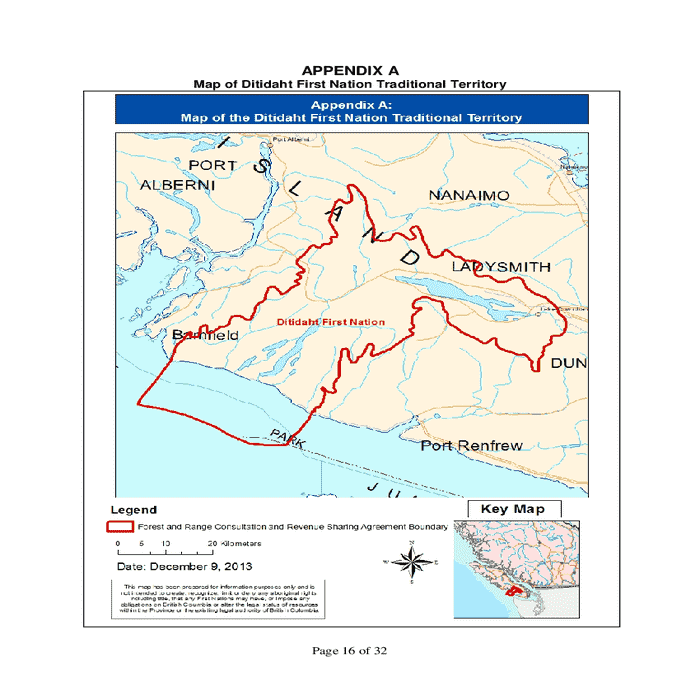 APPENDIX A
Map of Ditidaht First Nation Traditional Territory
Appendix A:
Map of the Ditidaht First Nation Traditional Territory
Port Alberni
PORT
ALBERNI
ISLAND
NANAIMO
LADYSMITH
Ditidaht First Nation
Bamfield
DUN
PARK
Port Renfrew
JU
Legend
Key Map
Forest and Range Consultation and Revenue Sharing Agreement Boundary
0 5 10 20 Kilometers
Date: December 9, 2013
N
W E
S
This map has been prepared for information purposes only and is
not intended to create, recognize, limit or deny any aboriginal rights
including title, that any First Nations may have, or impose any
obligations on British Columbia or alter the legal status of resources
within the Province or the existing legal authority of British Columbia.
Page 16 of 32